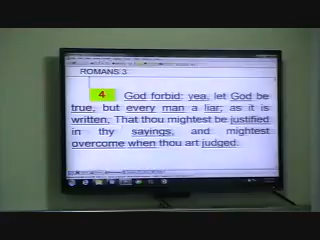 ROMANS 3
4 God forbid: yea, let God be
true, but every man a liar; as it is
written, That thou mightest be justified
in thy sayings, and mightest
overcome when thou art judged.